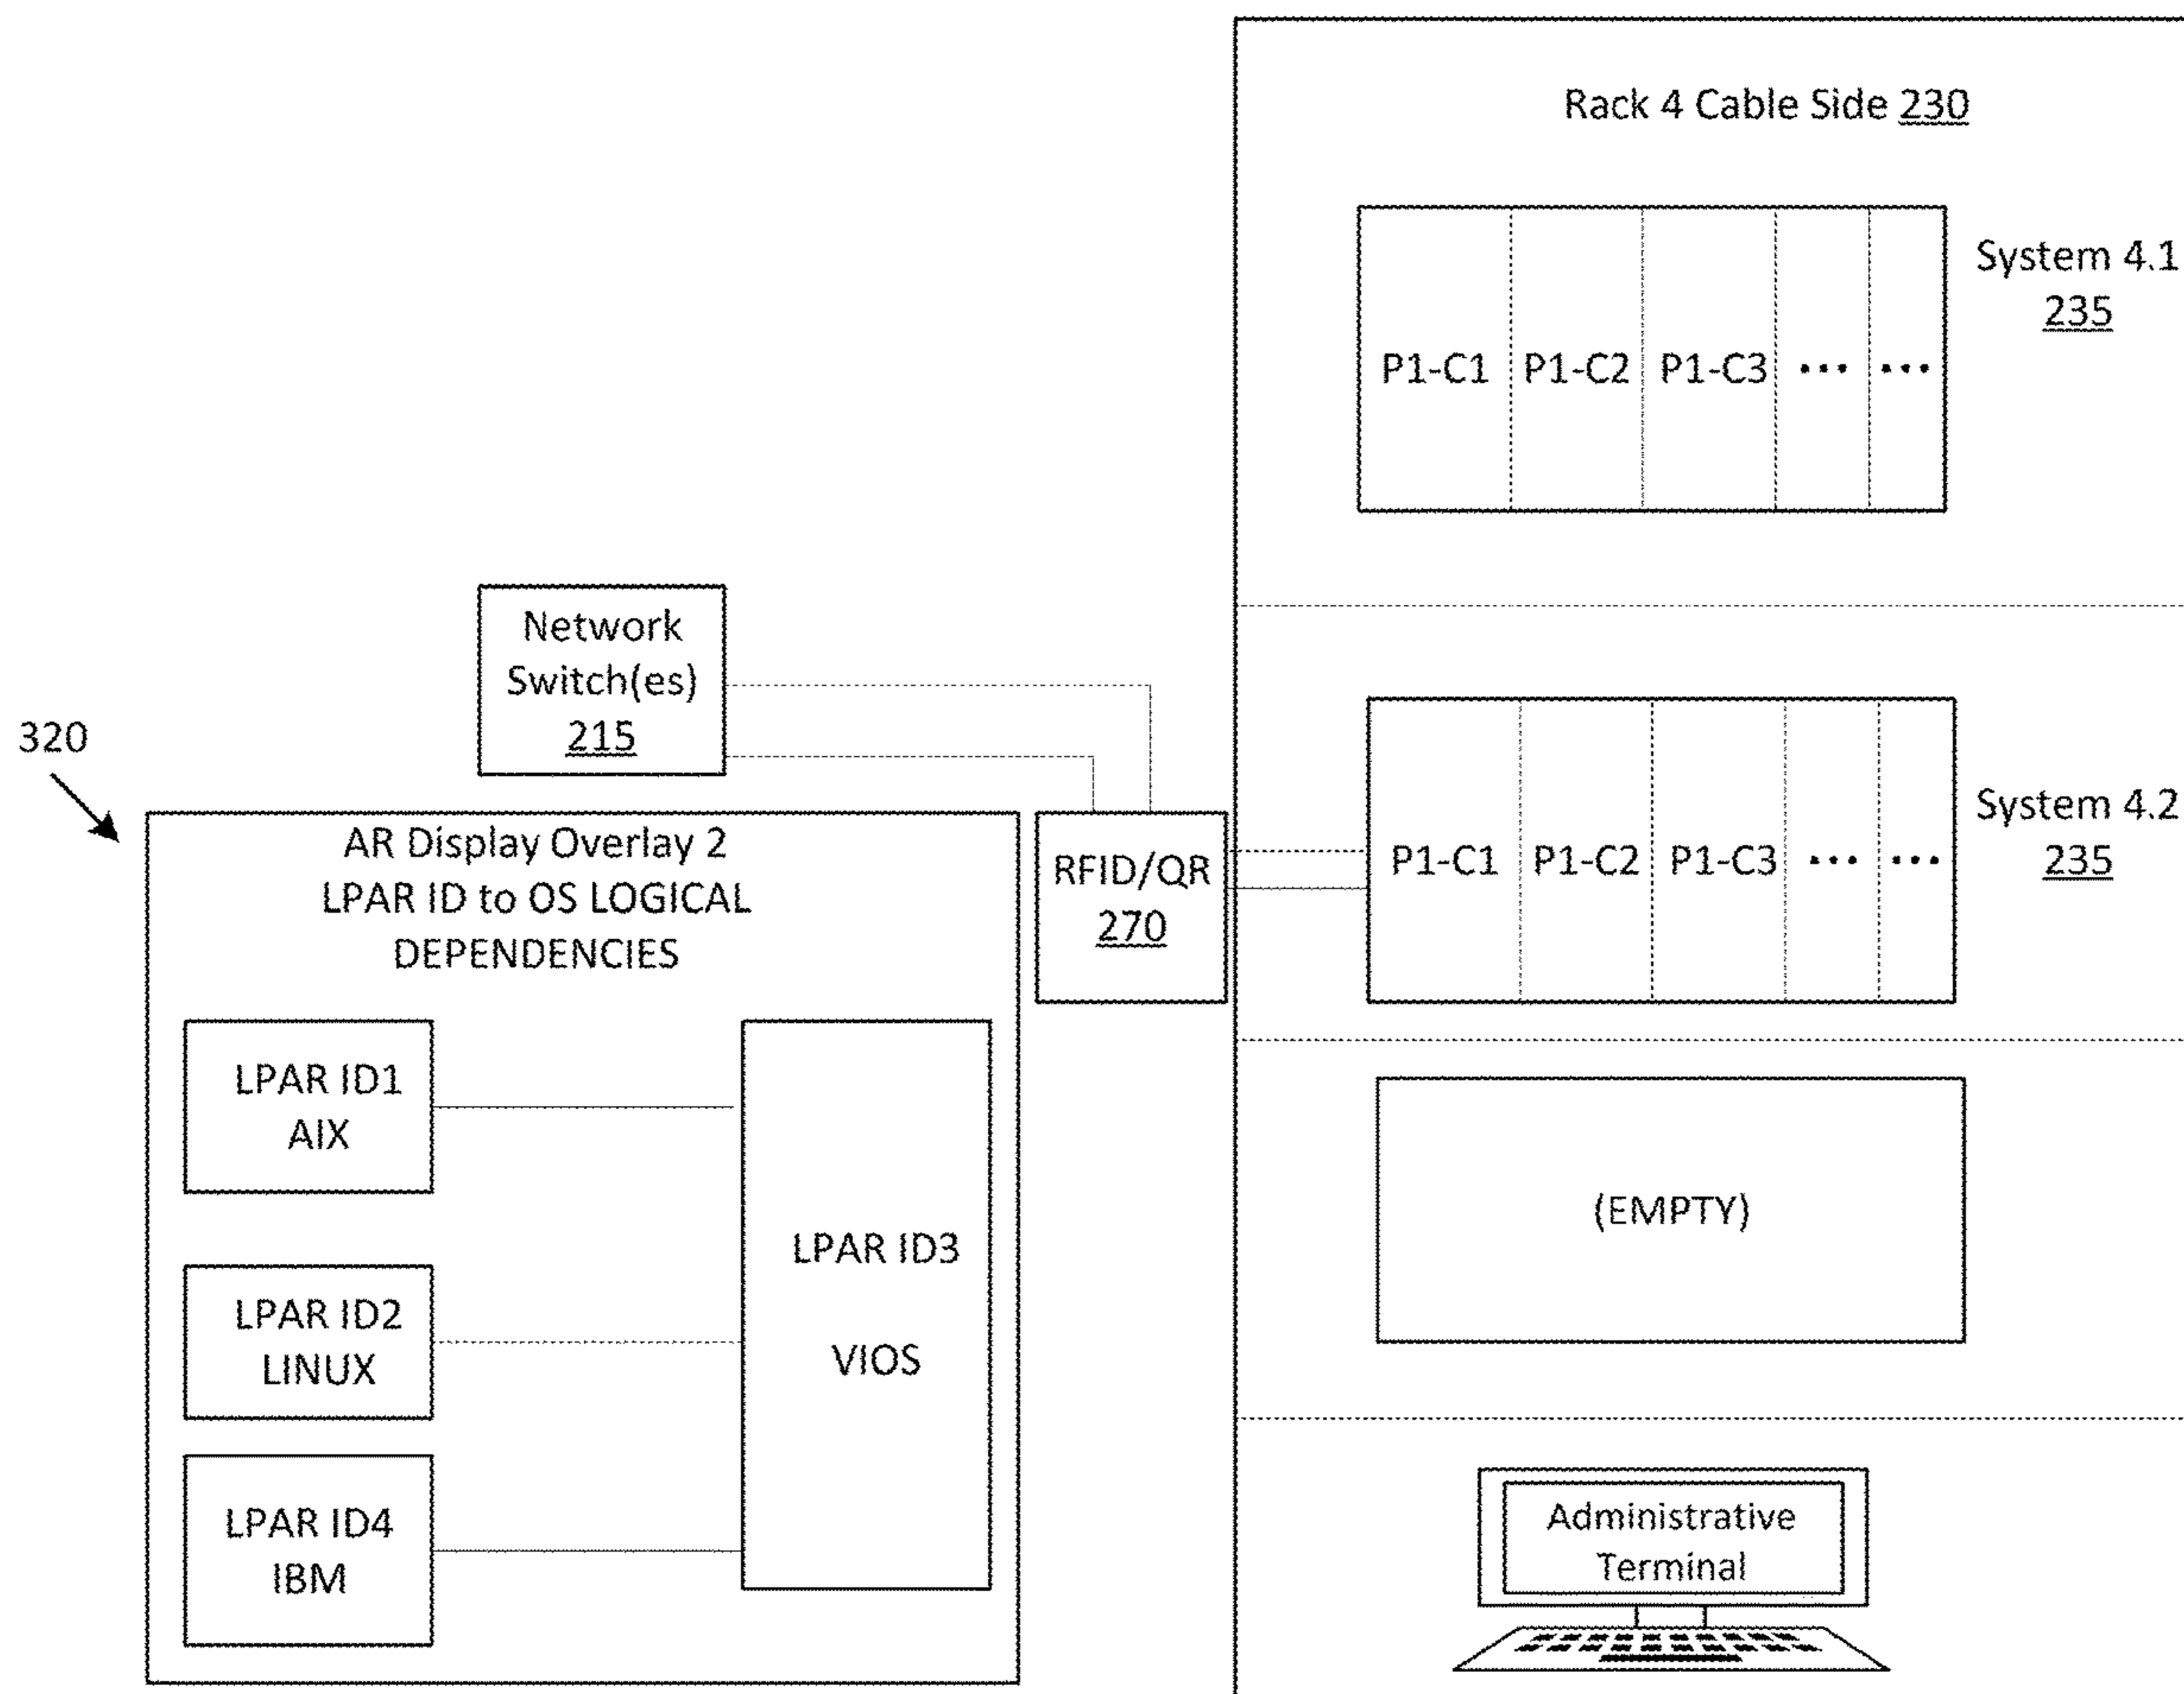 Rack 4 Cable Side 230
System 4.1
235
P1-C1 P1-C2 P1-C3 ... ...
Network
Switch(es)
215
320
System 4.2
235
P1-C1 P1-C2 P1-C3 ... ...
RFID/QR
270
AR Display Overlay 2
LPAR ID to OS LOGICAL
DEPENDENCIES
LPAR ID1
AIX
LPAR ID2
LINUX
LPAR ID4
IBM
LPAR ID3
VIOS
(EMPTY)
Administrative
Terminal